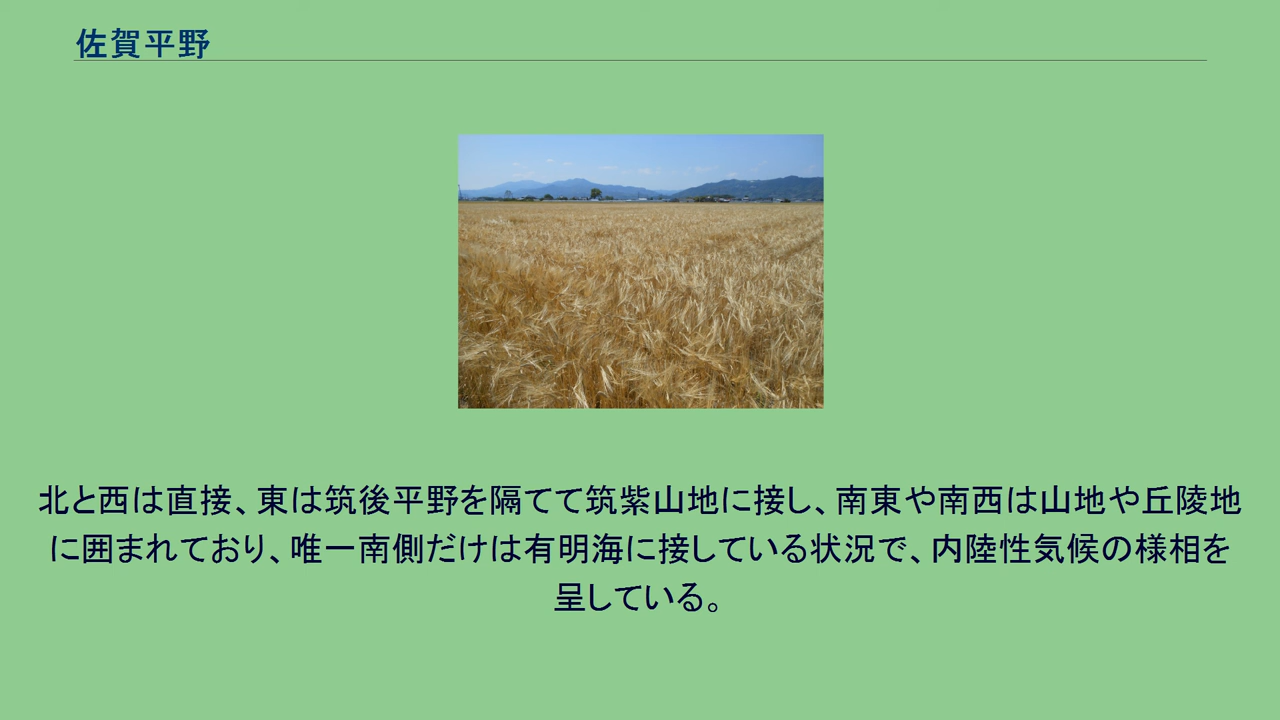 佐賀平野
北と西は直接、東は筑後平野を隔てて筑紫山地に接し、南東や南西は山地や丘陵地
に囲まれており、唯一南側だけは有明海に接している状況で、内陸性気候の様相を
呈している。